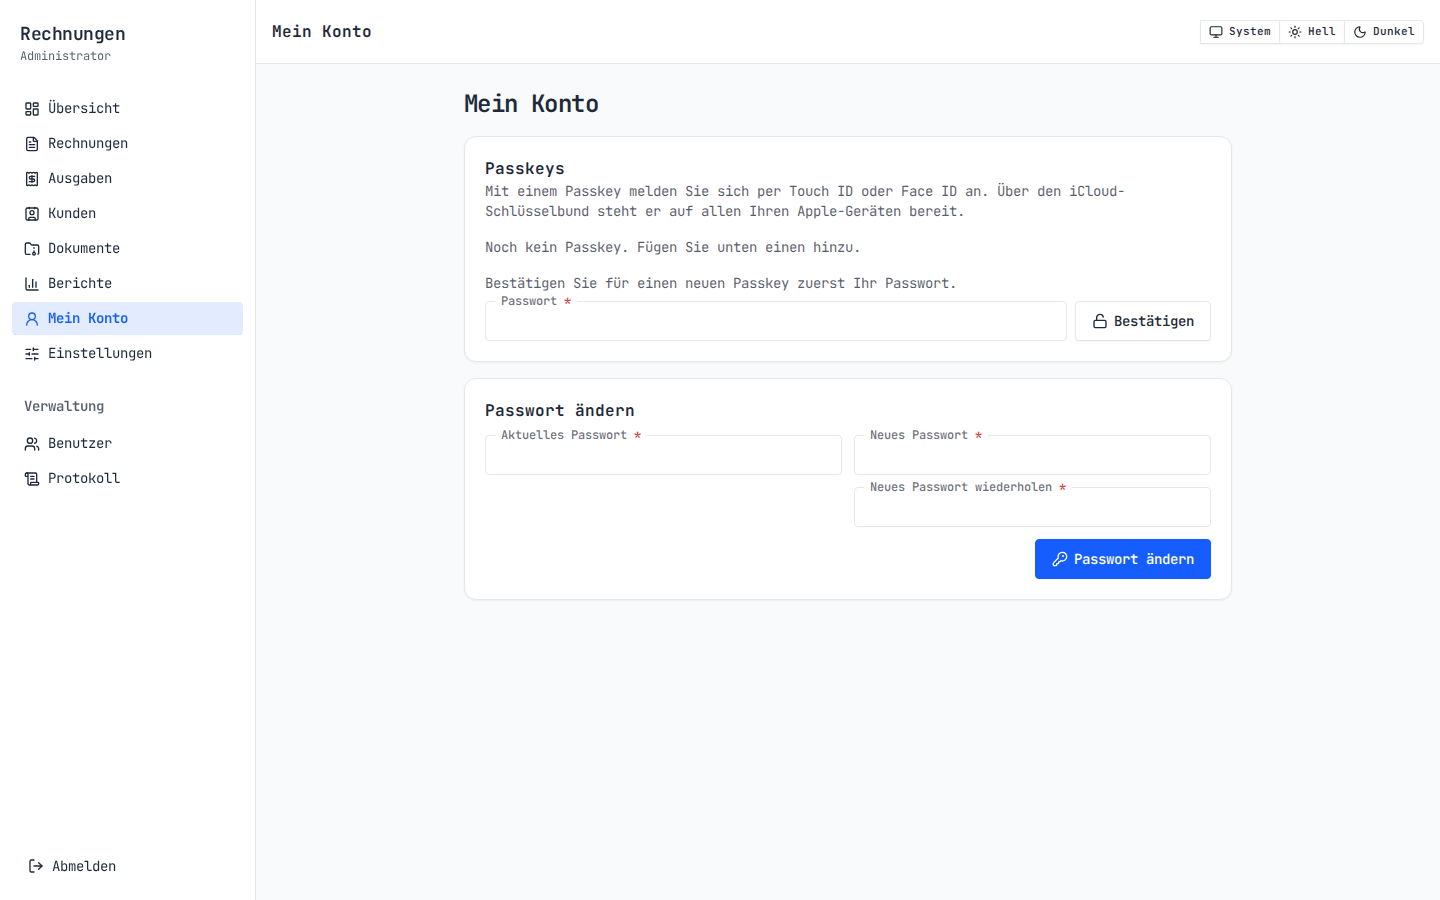 Rechnungen
Administrator
Übersicht
Rechnungen
Ausgaben
Kunden
Dokumente
Berichte
Mein Konto
Einstellungen
Verwaltung
Benutzer
Protokoll
Abmelden
Mein Konto
System
Hell
Dunkel
Mein Konto
Passkeys
Mit einem Passkey melden Sie sich per Touch ID oder Face ID an. Über den iCloud-
Schlüsselbund steht er auf allen Ihren Apple-Geräten bereit.
Noch kein Passkey. Fügen Sie unten einen hinzu.
Bestätigen Sie für einen neuen Passkey zuerst Ihr Passwort.
Passwort *
Bestätigen
Passwort ändern
Aktuelles Passwort *
Neues Passwort *
Neues Passwort wiederholen *
Passwort ändern